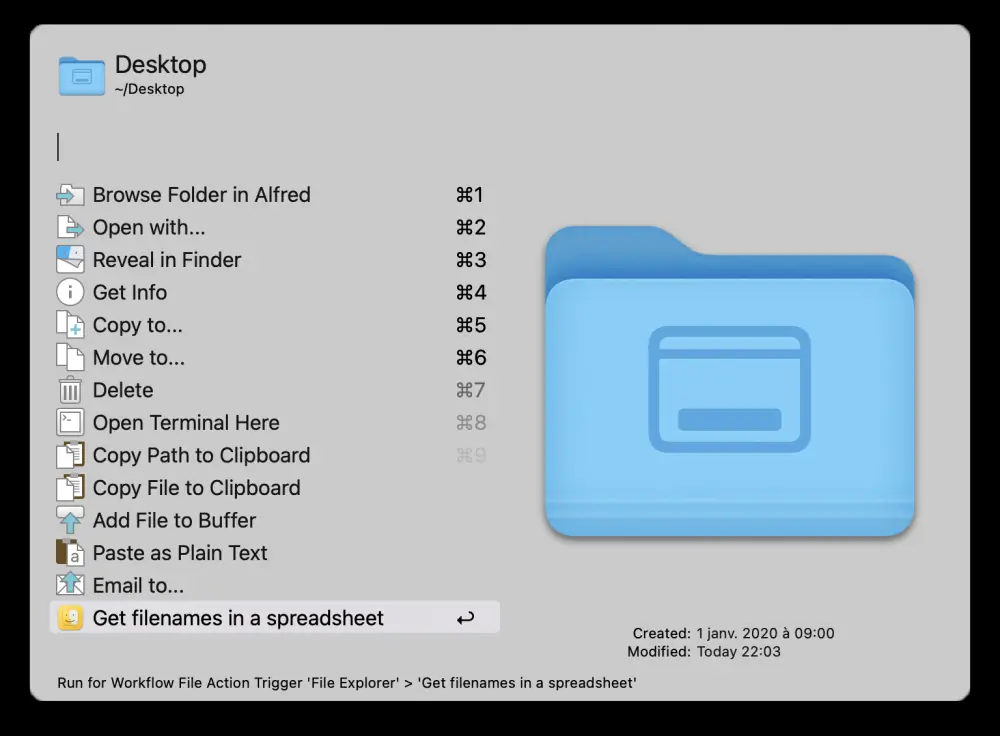 Desktop
~/Desktop
Browse Folder in Alfred ⌘1
Open with... ⌘2
Reveal in Finder ⌘3
Get Info ⌘4
Copy to... ⌘5
Move to... ⌘6
Delete ⌘7
Open Terminal Here ⌘8
Copy Path to Clipboard ⌘9
Copy File to Clipboard
Add File to Buffer
Paste as Plain Text
Email to...
Get filenames in a spreadsheet ↩
Created: 1 janv. 2020 à 09:00
Modified: Today 22:03
Run for Workflow File Action Trigger 'File Explorer' > 'Get filenames in a spreadsheet'